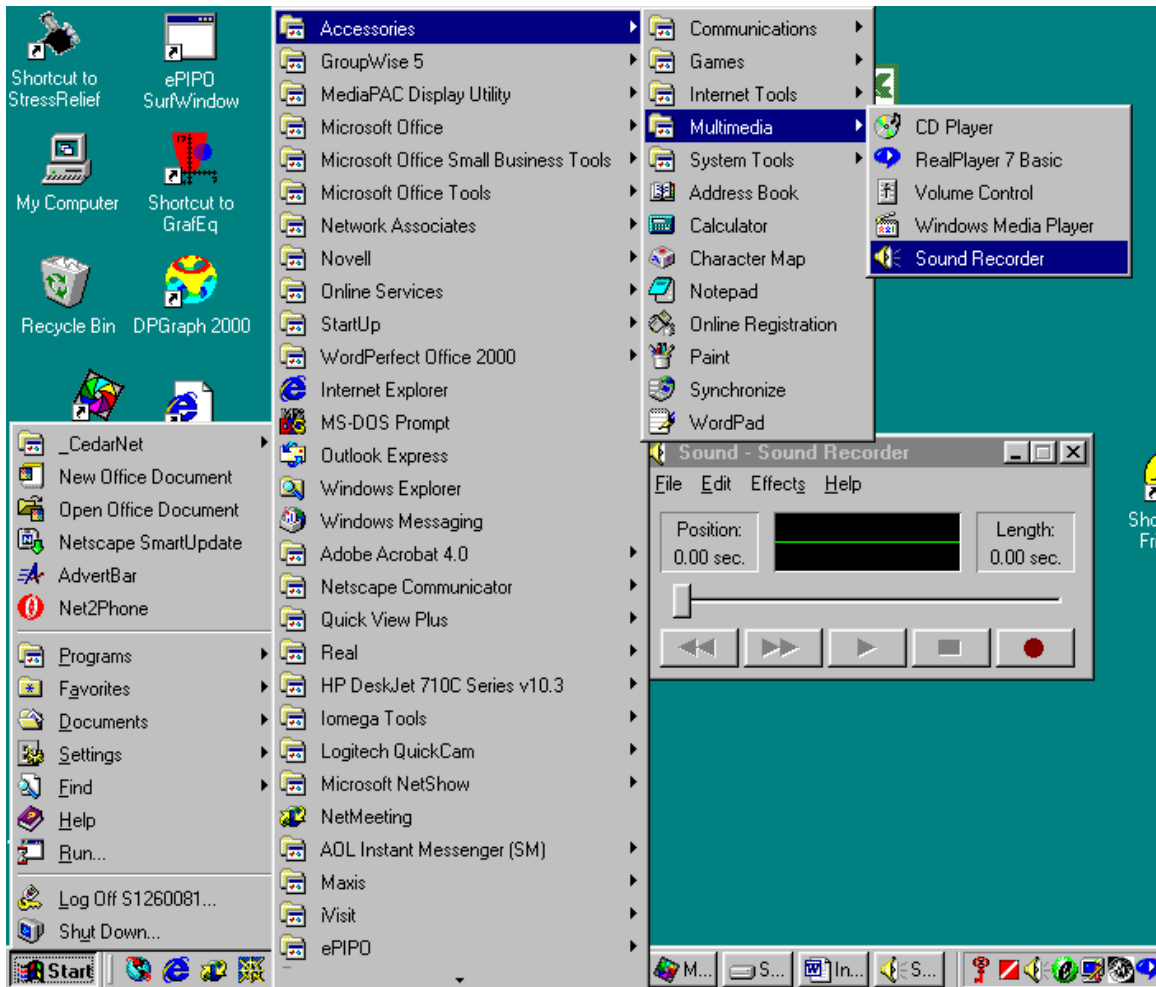 Shortcut to
StressRelief
ePIPO
SurfWindow
My Computer
Shortcut to
GrafEq
Recycle Bin
DPGraph 2000
_CedarNet
New Office Document
Open Office Document
Netscape SmartUpdate
AdvertBar
Net2Phone
Programs
Favorites
Documents
Settings
Find
Help
Run...
Log Off S1260081...
Shut Down...
Accessories
GroupWise 5
MediaPAC Display Utility
Microsoft Office
Microsoft Office Small Business Tools
Microsoft Office Tools
Network Associates
Novell
Online Services
StartUp
WordPerfect Office 2000
Internet Explorer
MS-DOS Prompt
Outlook Express
Windows Explorer
Windows Messaging
Adobe Acrobat 4.0
Netscape Communicator
Quick View Plus
Real
HP DeskJet 710C Series v10.3
Iomega Tools
Logitech QuickCam
Microsoft NetShow
NetMeeting
AOL Instant Messenger (SM)
Maxis
iVisit
ePIPO
Communications
Games
Internet Tools
Multimedia
System Tools
Address Book
Calculator
Character Map
Notepad
Online Registration
Paint
Synchronize
WordPad
CD Player
RealPlayer 7 Basic
Volume Control
Windows Media Player
Sound Recorder
Sound - Sound Recorder
File Edit Effects Help
Position:
0.00 sec.
Length:
0.00 sec.
Sho
Fri
Start
M...
S...
In...
S...